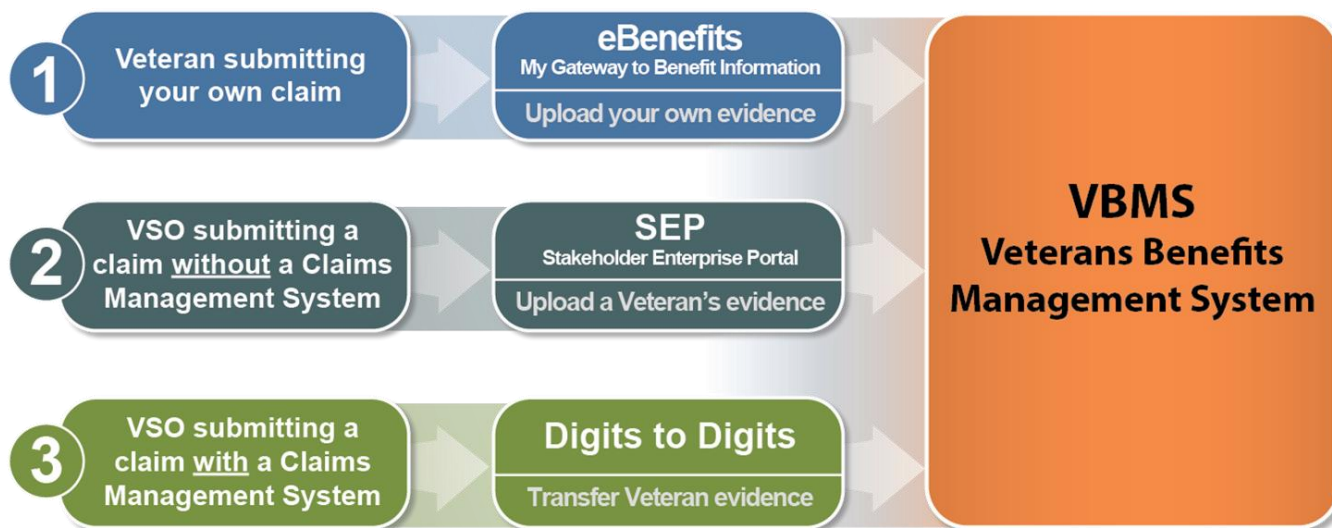 1
Veteran submitting
your own claim
eBenefits
My Gateway to Benefit Information
Upload your own evidence
2
VSO submitting a
claim without a Claims
Management System
SEP
Stakeholder Enterprise Portal
Upload a Veteran's evidence
3
VSO submitting a
claim with a Claims
Management System
Digits to Digits
Transfer Veteran evidence
VBMS
Veterans Benefits
Management System